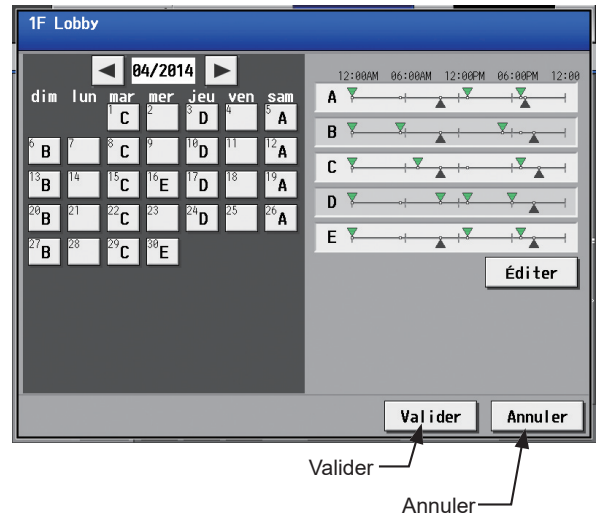 1F Lobby
04/2014
12:00AM 06:00AM 12:00PM 06:00PM 12:00
dim lun mar mer jeu ven sam
1 C 2 3 D 4 5 A
6 B 7 8 C 9 10 D 11 12 A
13 B 14 15 C 16 E 17 D 18 19 A
20 B 21 22 C 23 24 D 25 26 A
27 B 28 29 C 30 E
A
B
C
D
E
Éditer
Valider Annuler
Valider
Annuler